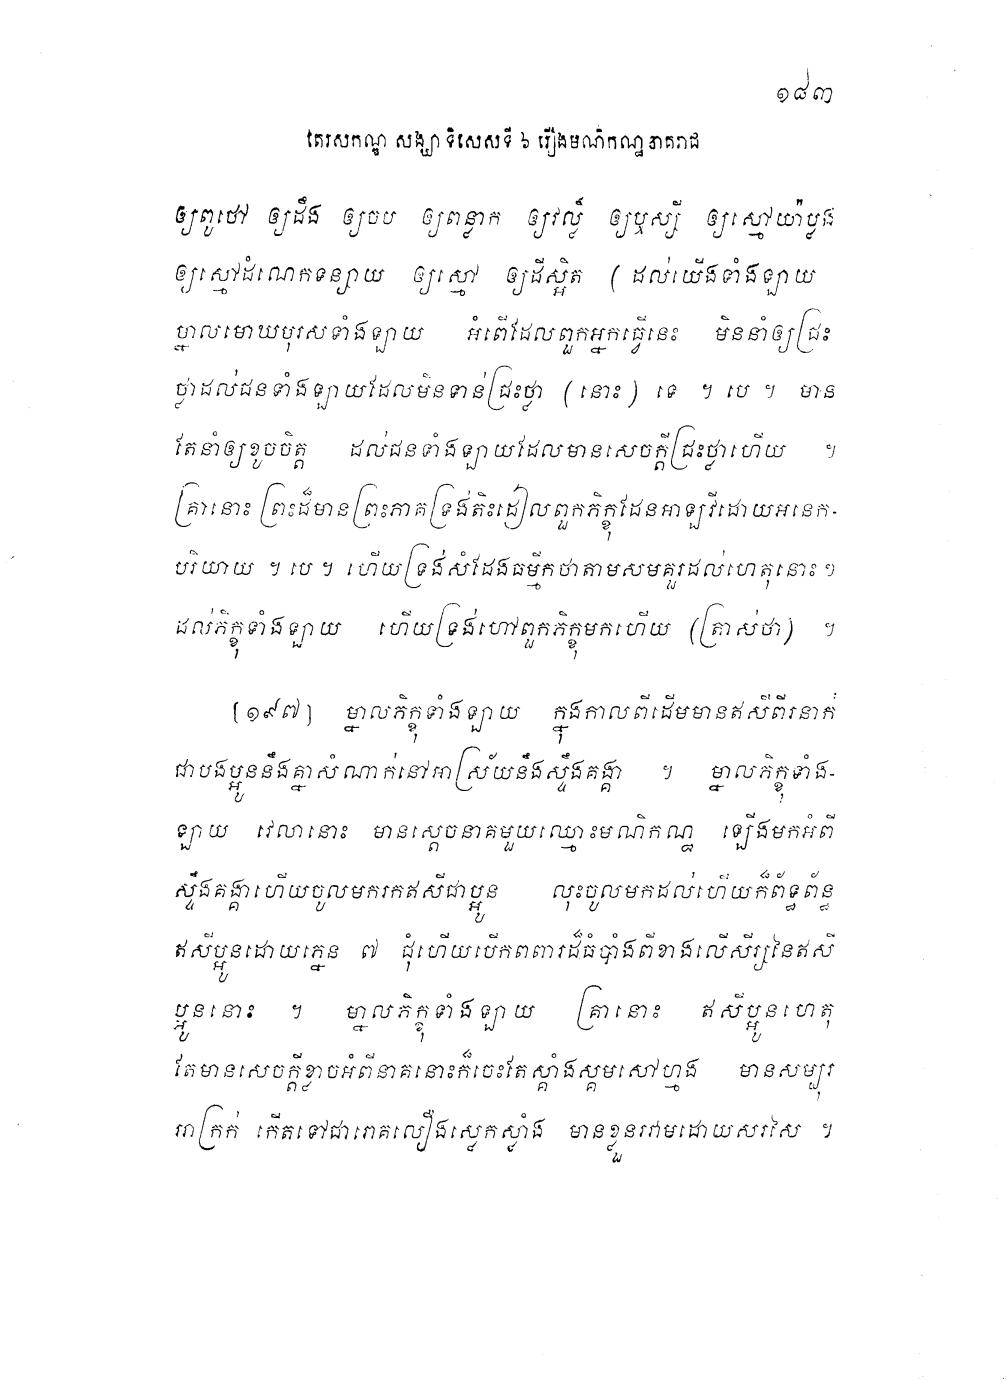 ១៨៣
តែរសកណ្ឌ សង្ឃាទិសេសទី ៦ រឿងមណិកណ្ឋនាគរាជ
ឲ្យពូថៅ ឲ្យដឹង ឲ្យចប ឲ្យពន្លាក ឲ្យវល្លិ៍ ឲ្យឬស្សី ឲ្យស្មៅយ៉ាប្លង
ឲ្យស្មៅដំណេកទន្សាយ ឲ្យស្មៅ ឲ្យដីស្អិត ( ដល់យើងទាំងឡាយ
ម្នាលមោឃបុរសទាំងឡាយ អំពើដែលពួកអ្នកធ្វើនេះ មិននាំឲ្យជ្រះ
ថ្លាដល់ជនទាំងឡាយដែលមិនទាន់ជ្រះថ្លា ( នោះ ) ទេ ។ បេ ។ មាន
តែនាំឲ្យខូចចិត្ត ដល់ជនទាំងឡាយដែលមានសេចក្តីជ្រះថ្លាហើយ ។
គ្រានោះ ព្រះដ៏មានព្រះភាគទ្រង់តិះដៀលពួកភិក្ខុដែនអាឡវីដោយអនេក-
បរិយាយ ។ បេ ។ ហើយទ្រង់សំដែងធម្មីកថាតាមសមគួរដល់ហេតុនោះ ៗ
ដល់ភិក្ខុទាំងឡាយ ហើយទ្រង់ហៅពួកភិក្ខុមកហើយ (ត្រាស់ថា) ។
[១៩៧] ម្នាលភិក្ខុទាំងឡាយ ក្នុងកាលពីដើមមានឥសីពីរនាក់
ជាបងប្អូននឹងគ្នាសំណាក់នៅអាស្រ័យនឹងស្ទឹងគង្គា ។ ម្នាលភិក្ខុទាំង-
ឡាយ វេលានោះ មានស្តេចនាគមួយឈ្មោះមណិកណ្ឋ ឡើងមកអំពី
ស្ទឹងគង្គាហើយចូលមករកឥសីជាប្អូន លុះចូលមកដល់ហើយក៏ព័ទ្ធព័ន្ធ
ឥសីប្អូនដោយភ្នេន ៧ ជុំហើយបើកពពារដ៏ធំបាំងពីខាងលើសីរ្សនៃឥសី
ប្អូននោះ ។ ម្នាលភិក្ខុទាំងឡាយ គ្រានោះ ឥសីប្អូនហេតុ
តែមានសេចក្តីខ្លាចអំពីនាគនោះក៏ចេះតែស្គាំងស្គមសៅហ្មង មានសម្បុរ
អាក្រក់ កើតទៅជារោគលឿងស្លេកស្លាំង មានខ្លួនរវាមដោយសរសៃ ។